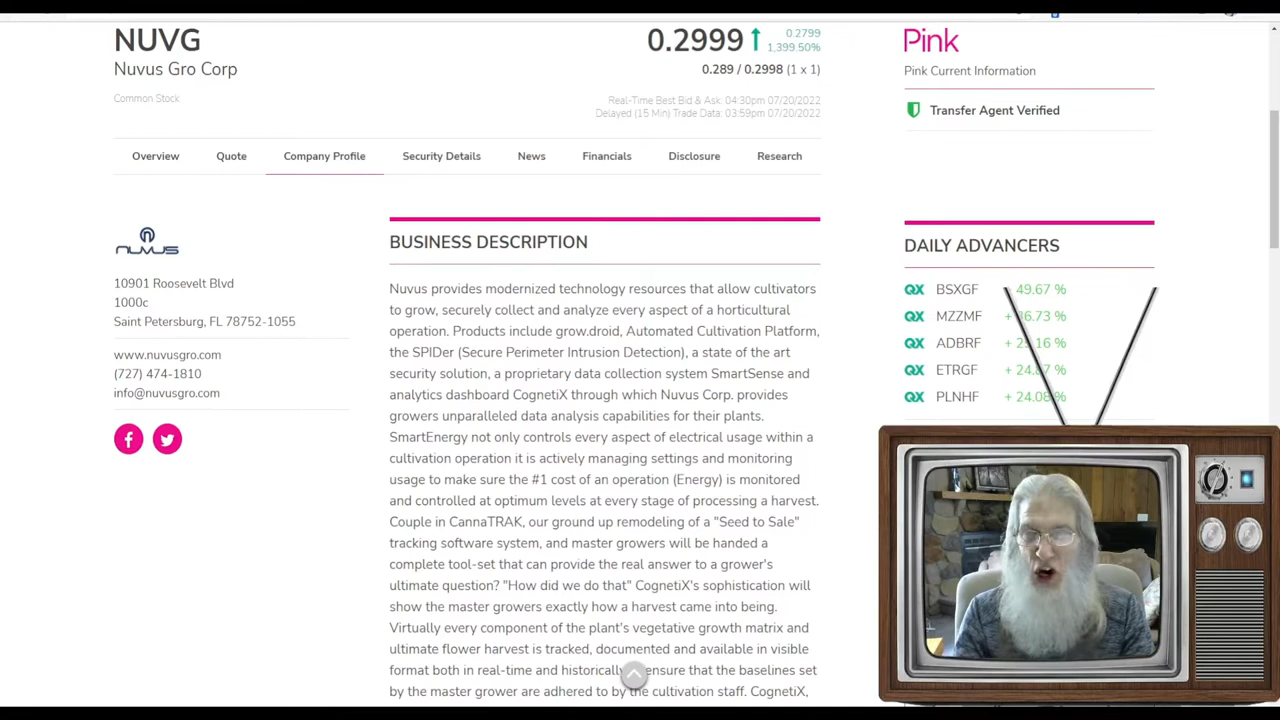 NUVG
Nuvus Gro Corp
Common Stock
0.2999
0.2799
1,399.50%
0.289 / 0.2998 (1 x 1)
Real-Time Best Bid & Ask: 04:30pm 07/20/2022
Delayed (15 Min) Trade Data: 03:59pm 07/20/2022
Pink
Pink Current Information
Transfer Agent Verified
Overview Quote Company Profile Security Details News Financials Disclosure Research
nuvus
10901 Roosevelt Blvd
1000c
Saint Petersburg, FL 78752-1055
www.nuvusgro.com
(727) 474-1810
info@nuvusgro.com
BUSINESS DESCRIPTION
Nuvus provides modernized technology resources that allow cultivators
to grow, securely collect and analyze every aspect of a horticultural
operation. Products include grow.droid, Automated Cultivation Platform,
the SPIDer (Secure Perimeter Intrusion Detection), a state of the art
security solution, a proprietary data collection system SmartSense and
analytics dashboard CognetiX through which Nuvus Corp. provides
growers unparalleled data analysis capabilities for their plants.
SmartEnergy not only controls every aspect of electrical usage within a
cultivation operation it is actively managing settings and monitoring
usage to make sure the #1 cost of an operation (Energy) is monitored
and controlled at optimum levels at every stage of processing a harvest.
Couple in CannaTRAK, our ground up remodeling of a "Seed to Sale"
tracking software system, and master growers will be handed a
complete tool-set that can provide the real answer to a grower's
ultimate question? "How did we do that" CognetiX's sophistication will
show the master growers exactly how a harvest came into being.
Virtually every component of the plant's vegetative growth matrix and
ultimate flower harvest is tracked, documented and available in visible
format both in real-time and historically ensure that the baselines set
by the master grower are adhered to by the cultivation staff. CognetiX,
DAILY ADVANCERS
QX BSXGF + 49.67 %
QX MZZMF + 6.73 %
QX ADBRF + 2 .16 %
QX ETRGF + 24. 7 %
QX PLNHF + 24.08 %